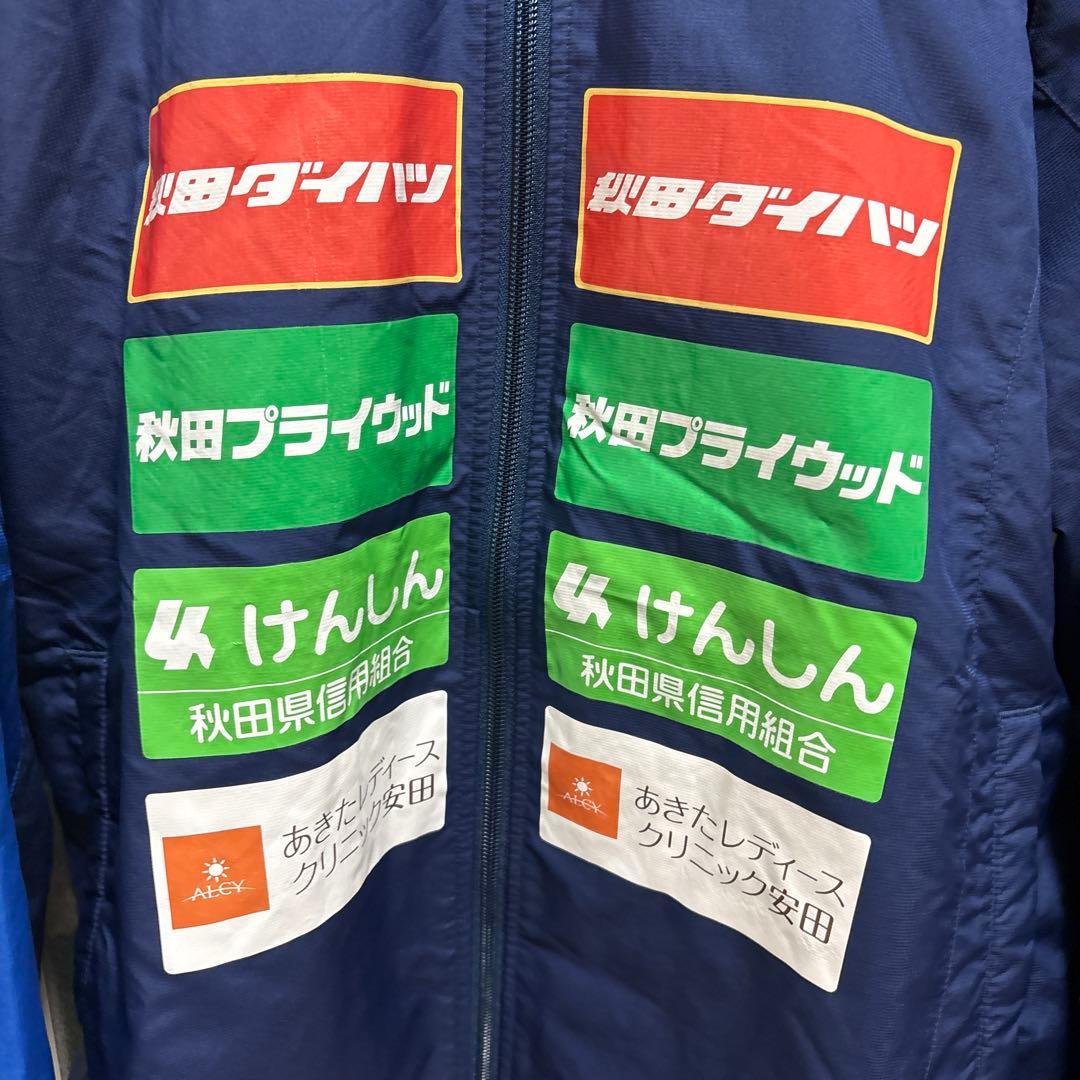 秋田ダイハツ
秋田プライウッド
けんしん
秋田県信用組合
ALCY
あきたレディース
クリニック安田
秋田ダイハツ
秋田プライウッド
けんしん
秋田県信用組合
ALCY
あきたレディース
クリニック安田